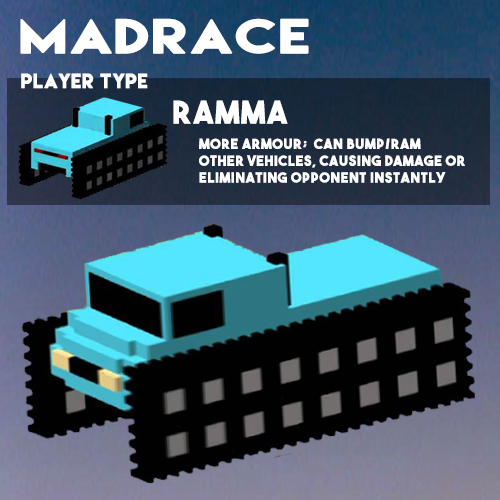 MADRACE
PLAYER TYPE
RAMMA
MORE ARMOUR; CAN BUMP/RAM
OTHER VEHICLES, CAUSING DAMAGE OR
ELIMINATING OPPONENT INSTANTLY